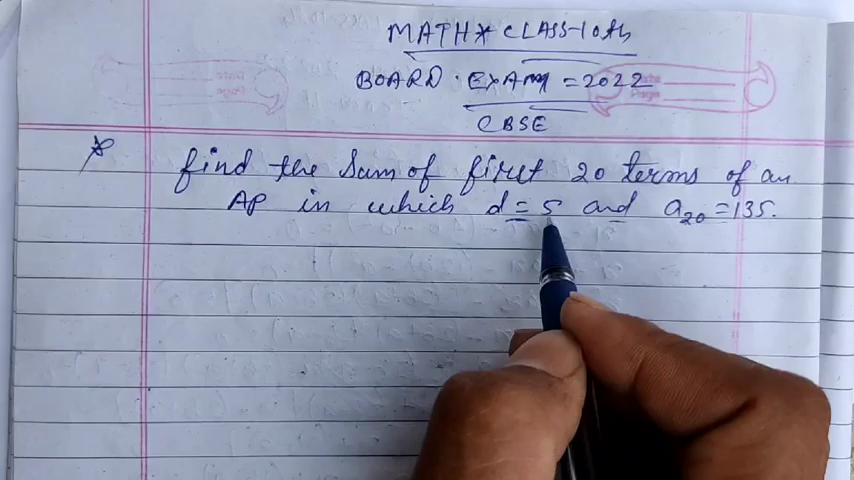 MATH* CLASS-10th
BOARD. EXAM = 2022
CBSE
* find the Sum of first 20 terms of an
AP in which d = 5 and a₂₀ = 135.